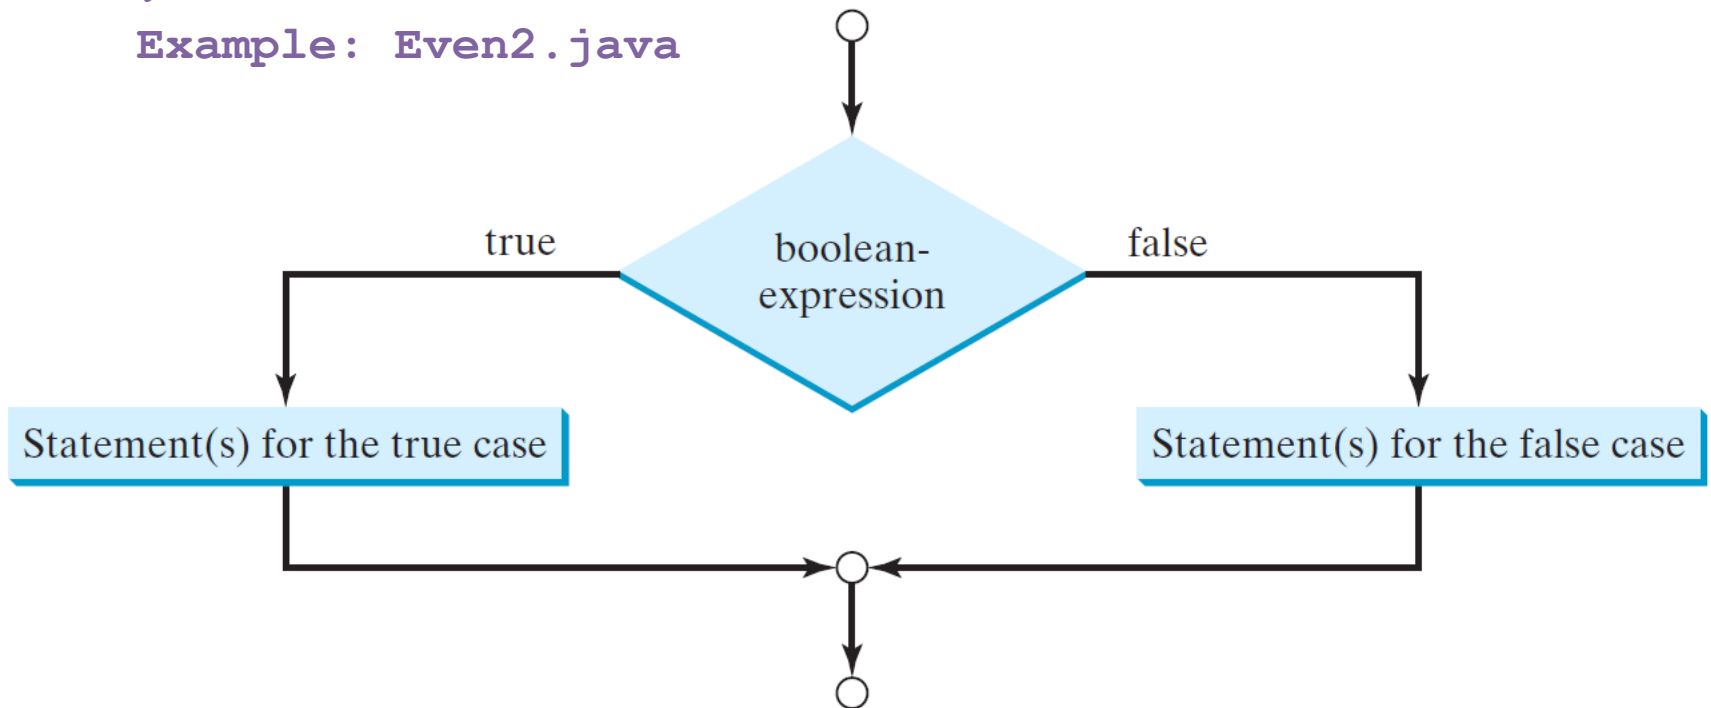 }
Example: Even2.java
true
boolean-
expression
false
Statement(s) for the true case
Statement(s) for the false case